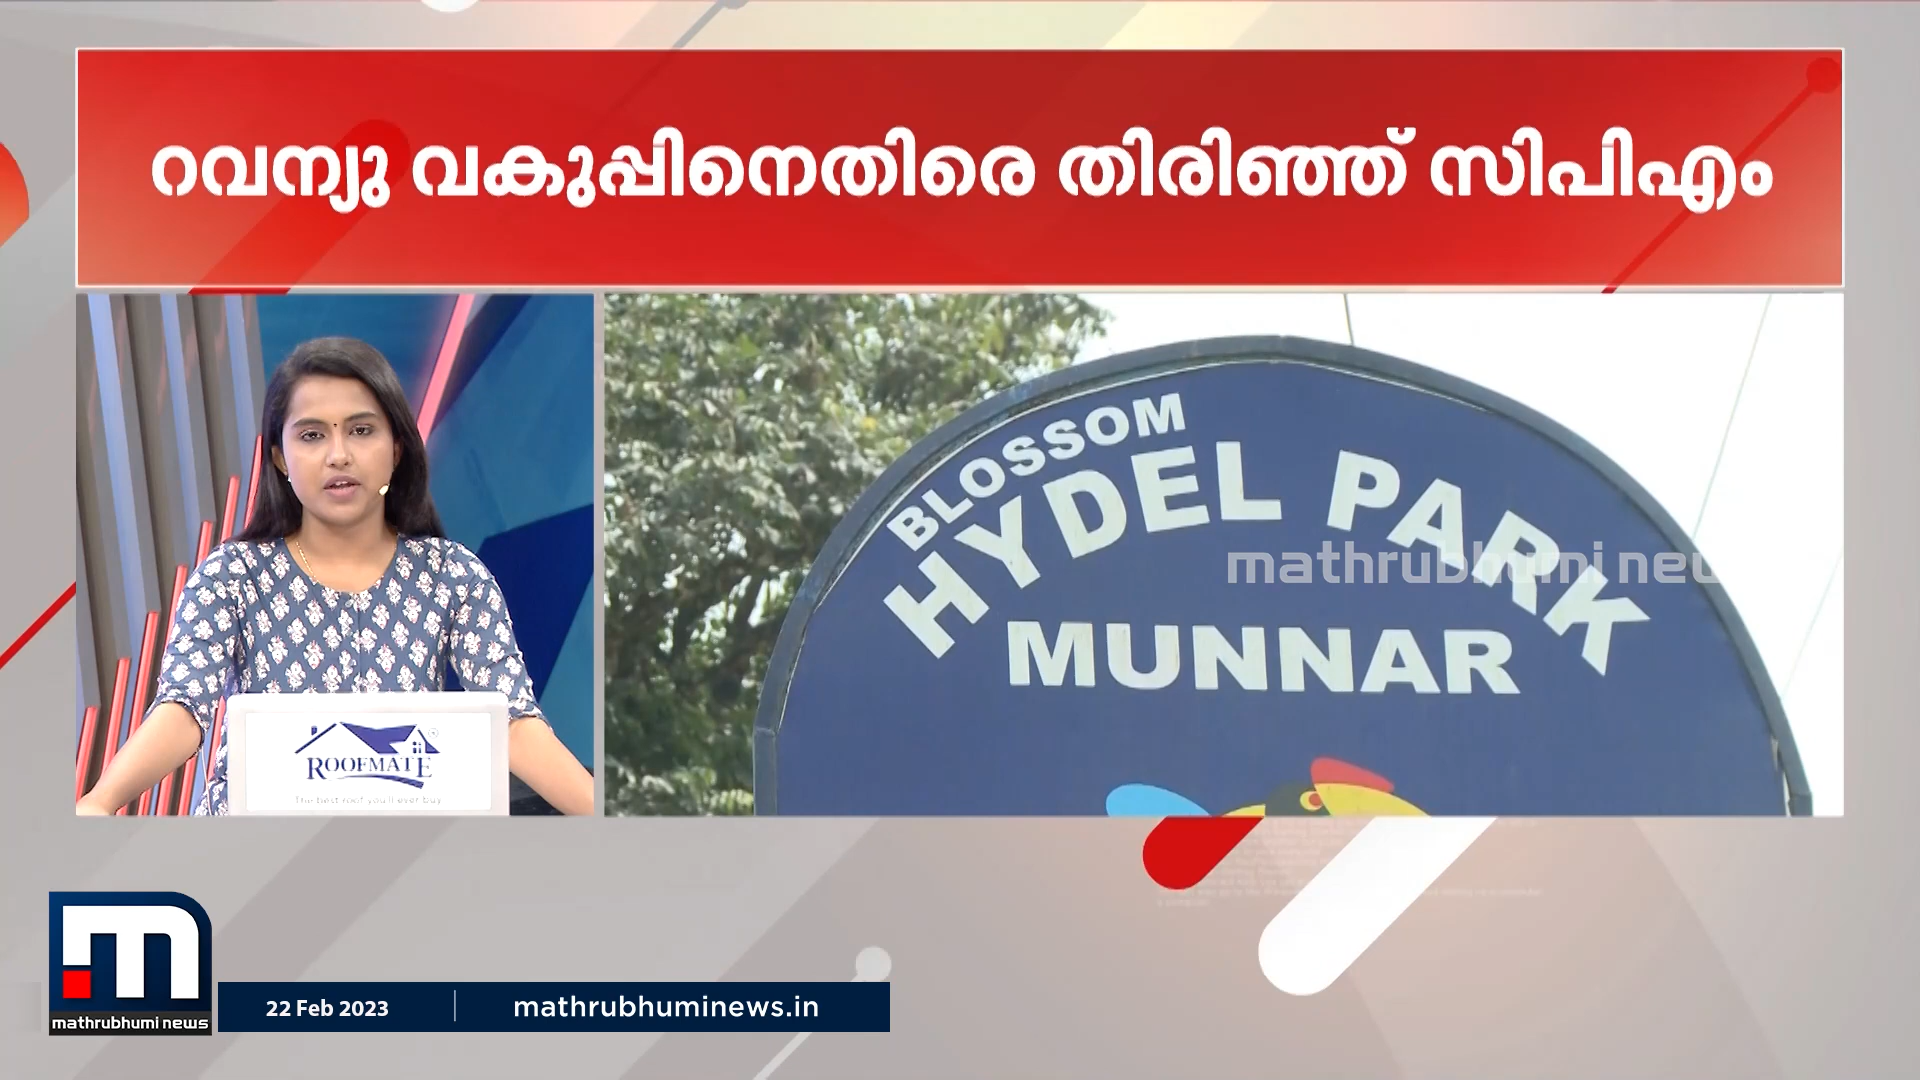 റവന്യു വകുപ്പിനെതിരെ തിരിഞ്ഞ് സിപിഎം
BLOSSOM
HYDEL PARK
MUNNAR
mathrubhumi new
ROOFMATE
The best roof you'll ever buy
mathrubhumi news
22 Feb 2023
mathrubhuminews.in